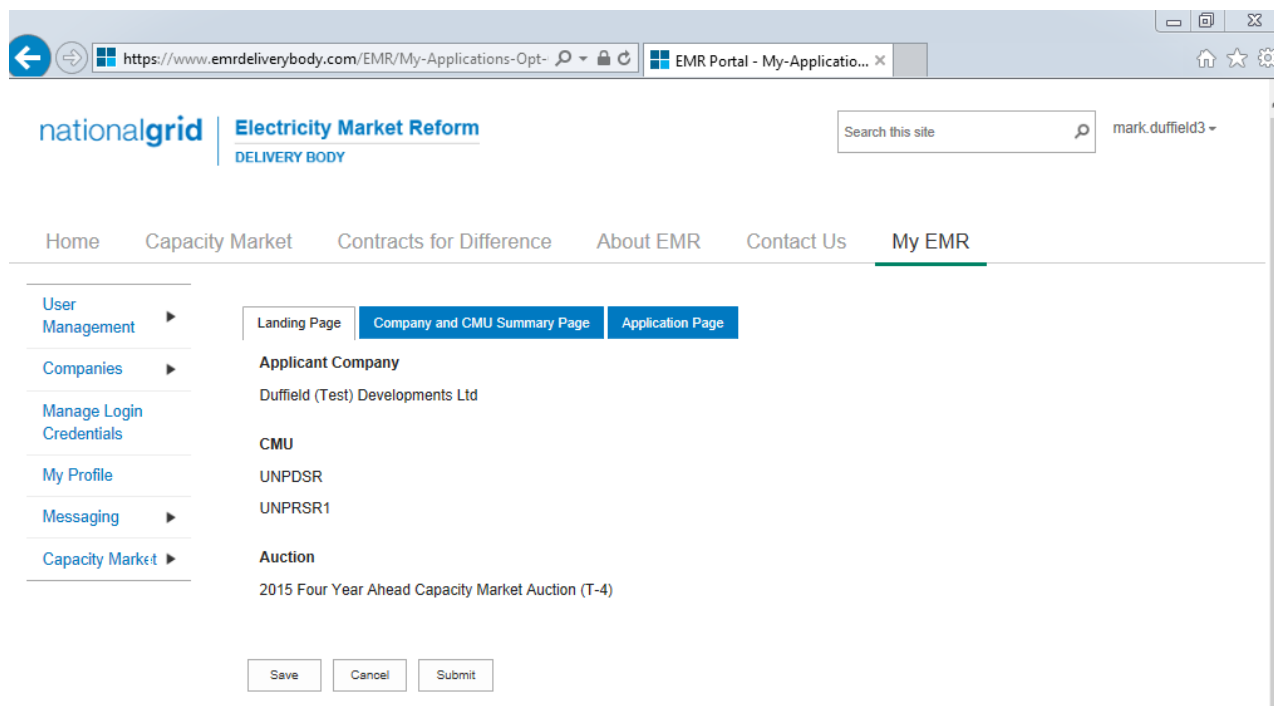 https://www.emrdeliverybody.com/EMR/My-Applications-Opt-
EMR Portal - My-Applicatio...
nationalgrid
Electricity Market Reform
DELIVERY BODY
Search this site
mark.duffield3
Home Capacity Market Contracts for Difference About EMR Contact Us My EMR
User
Management
Companies
Manage Login
Credentials
My Profile
Messaging
Capacity Market
Landing Page Company and CMU Summary Page Application Page
Applicant Company
Duffield (Test) Developments Ltd
CMU
UNPDSR
UNPRSR1
Auction
2015 Four Year Ahead Capacity Market Auction (T-4)
Save Cancel Submit